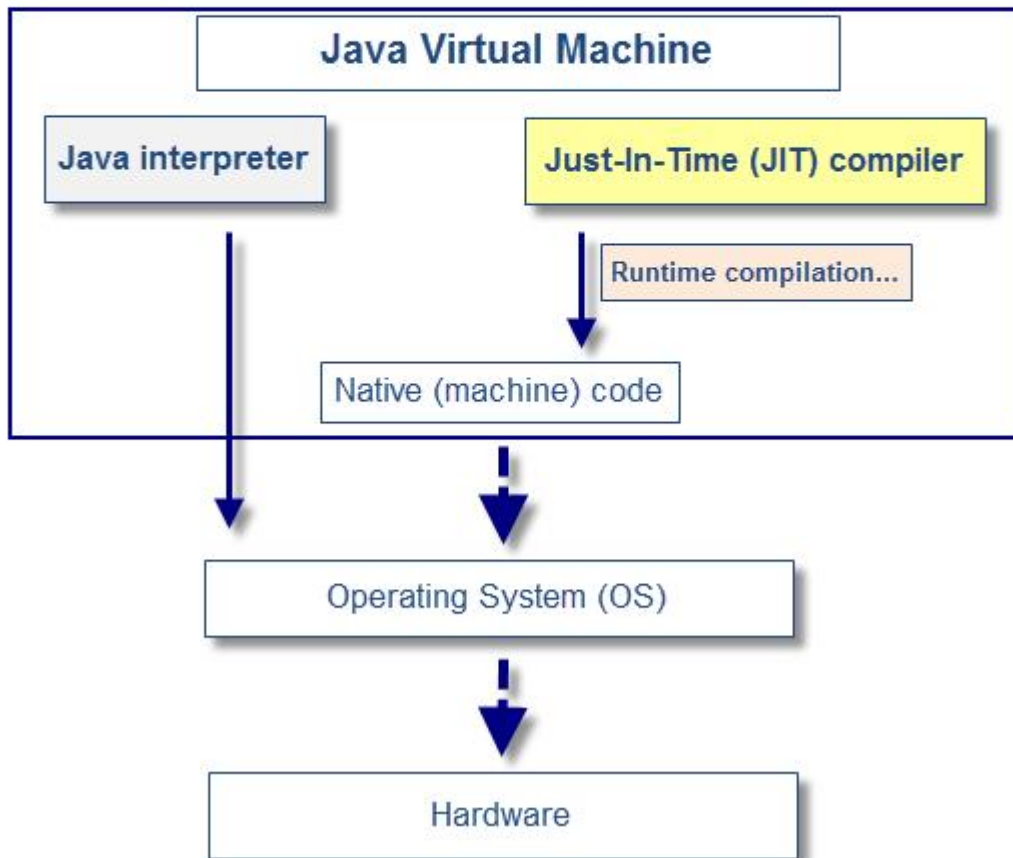 Java Virtual Machine
Java interpreter
Just-In-Time (JIT) compiler
Runtime compilation...
Native (machine) code
Operating System (OS)
Hardware